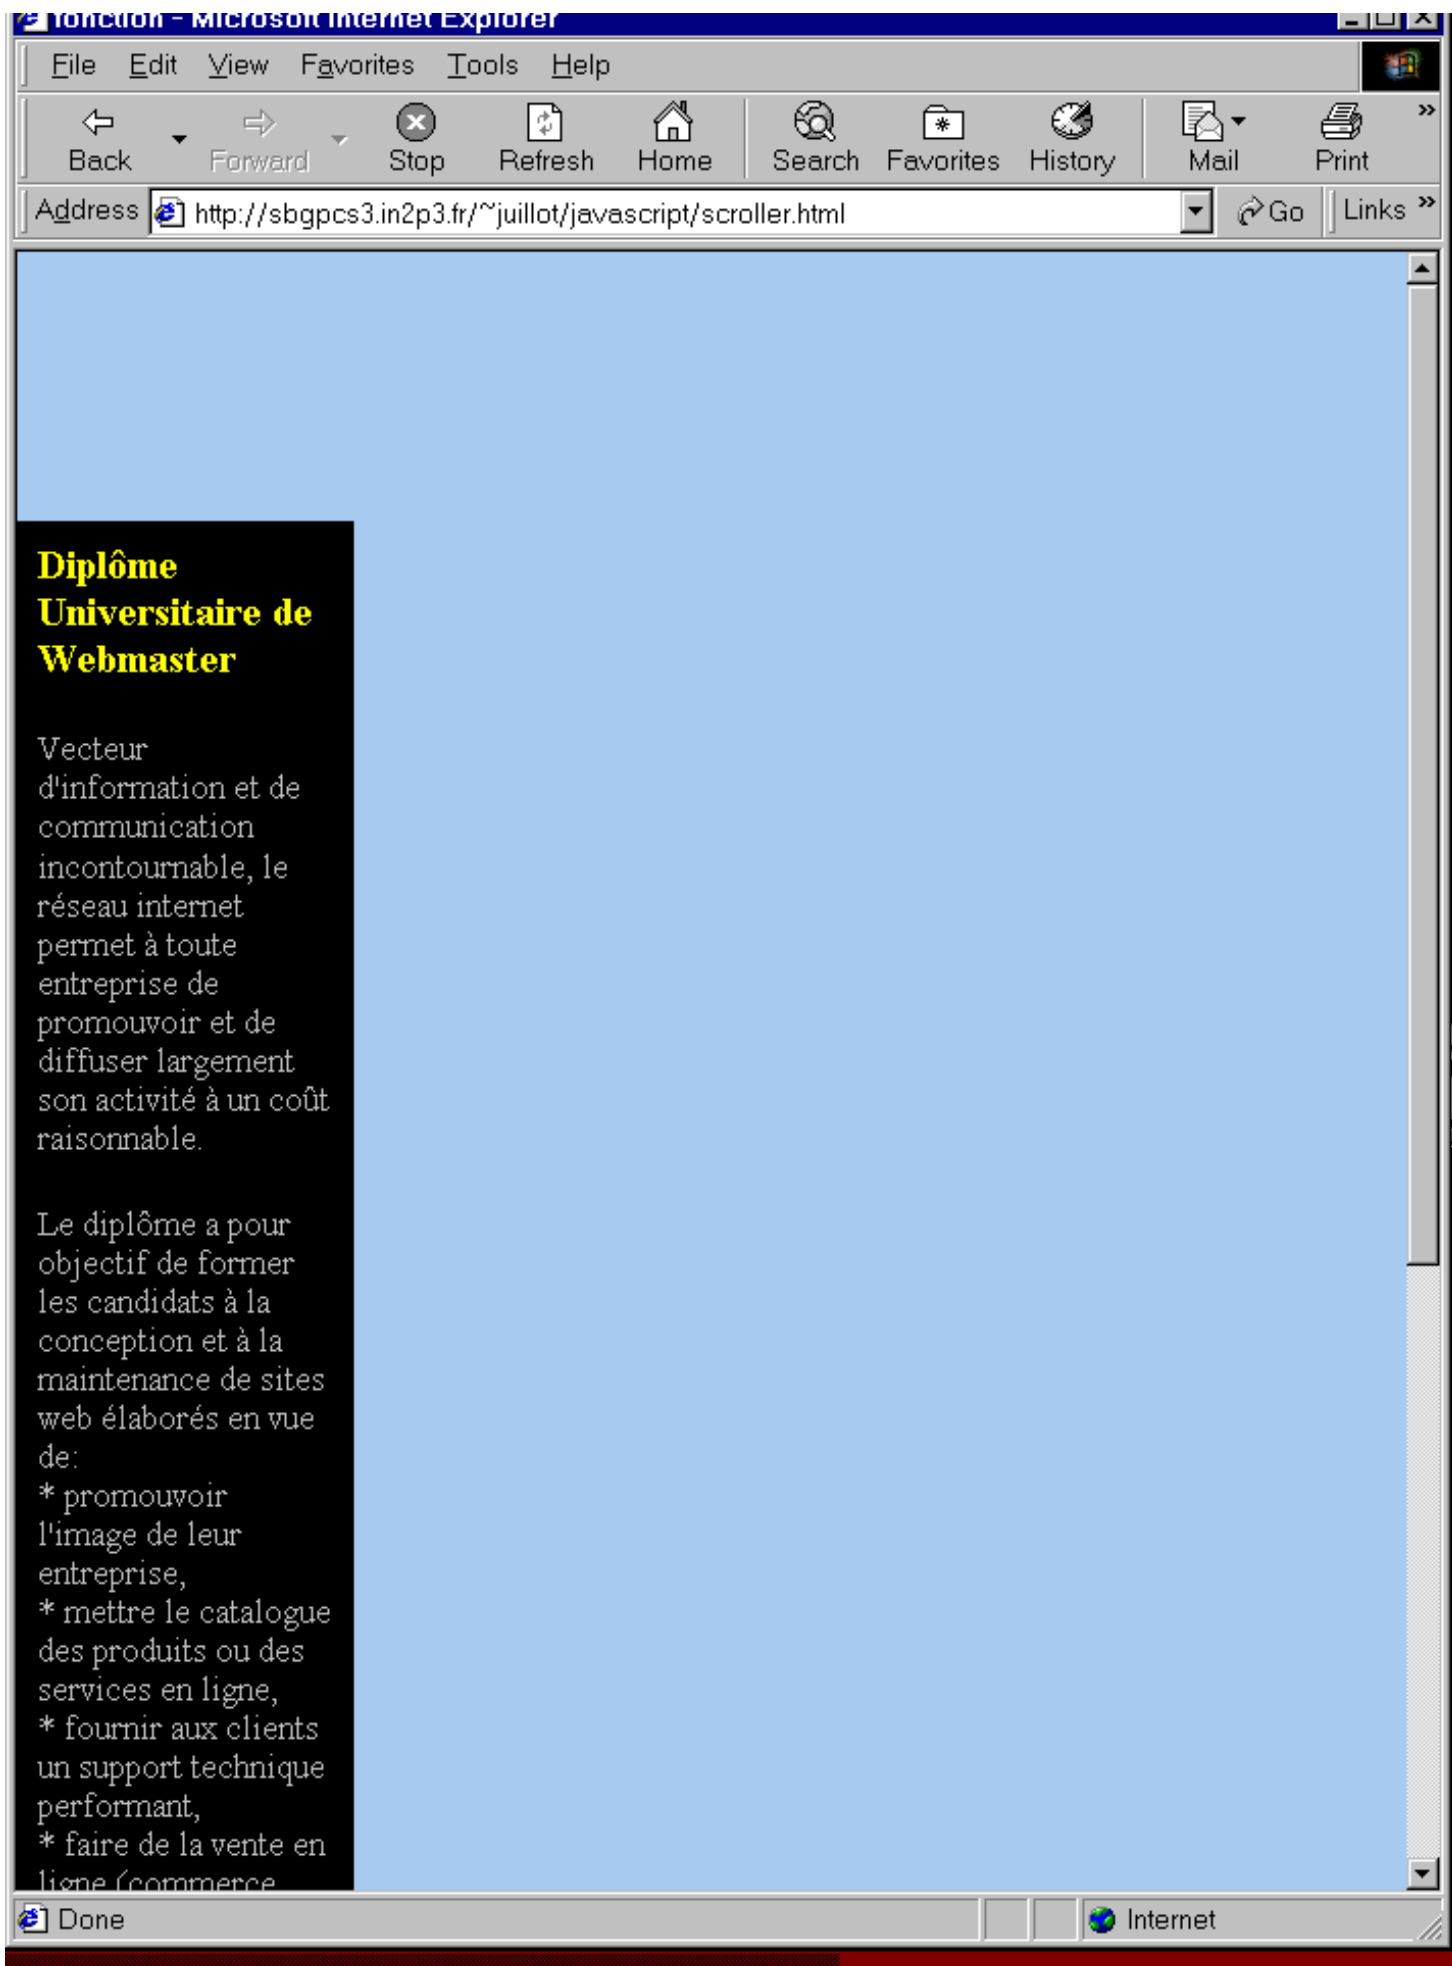 fonction - Microsoft Internet Explorer
File Edit View Favorites Tools Help
Back Forward Stop Refresh Home Search Favorites History Mail Print »
Address http://sbgpcs3.in2p3.fr/~juillot/javascript/scroller.html Go Links »
Diplôme
Universitaire de
Webmaster
Vecteur
d'information et de
communication
incontournable, le
réseau internet
permet à toute
entreprise de
promouvoir et de
diffuser largement
son activité à un coût
raisonnable.
Le diplôme a pour
objectif de former
les candidats à la
conception et à la
maintenance de sites
web élaborés en vue
de:
* promouvoir
l'image de leur
entreprise,
* mettre le catalogue
des produits ou des
services en ligne,
* fournir aux clients
un support technique
performant,
* faire de la vente en
ligne (commerce
Done Internet